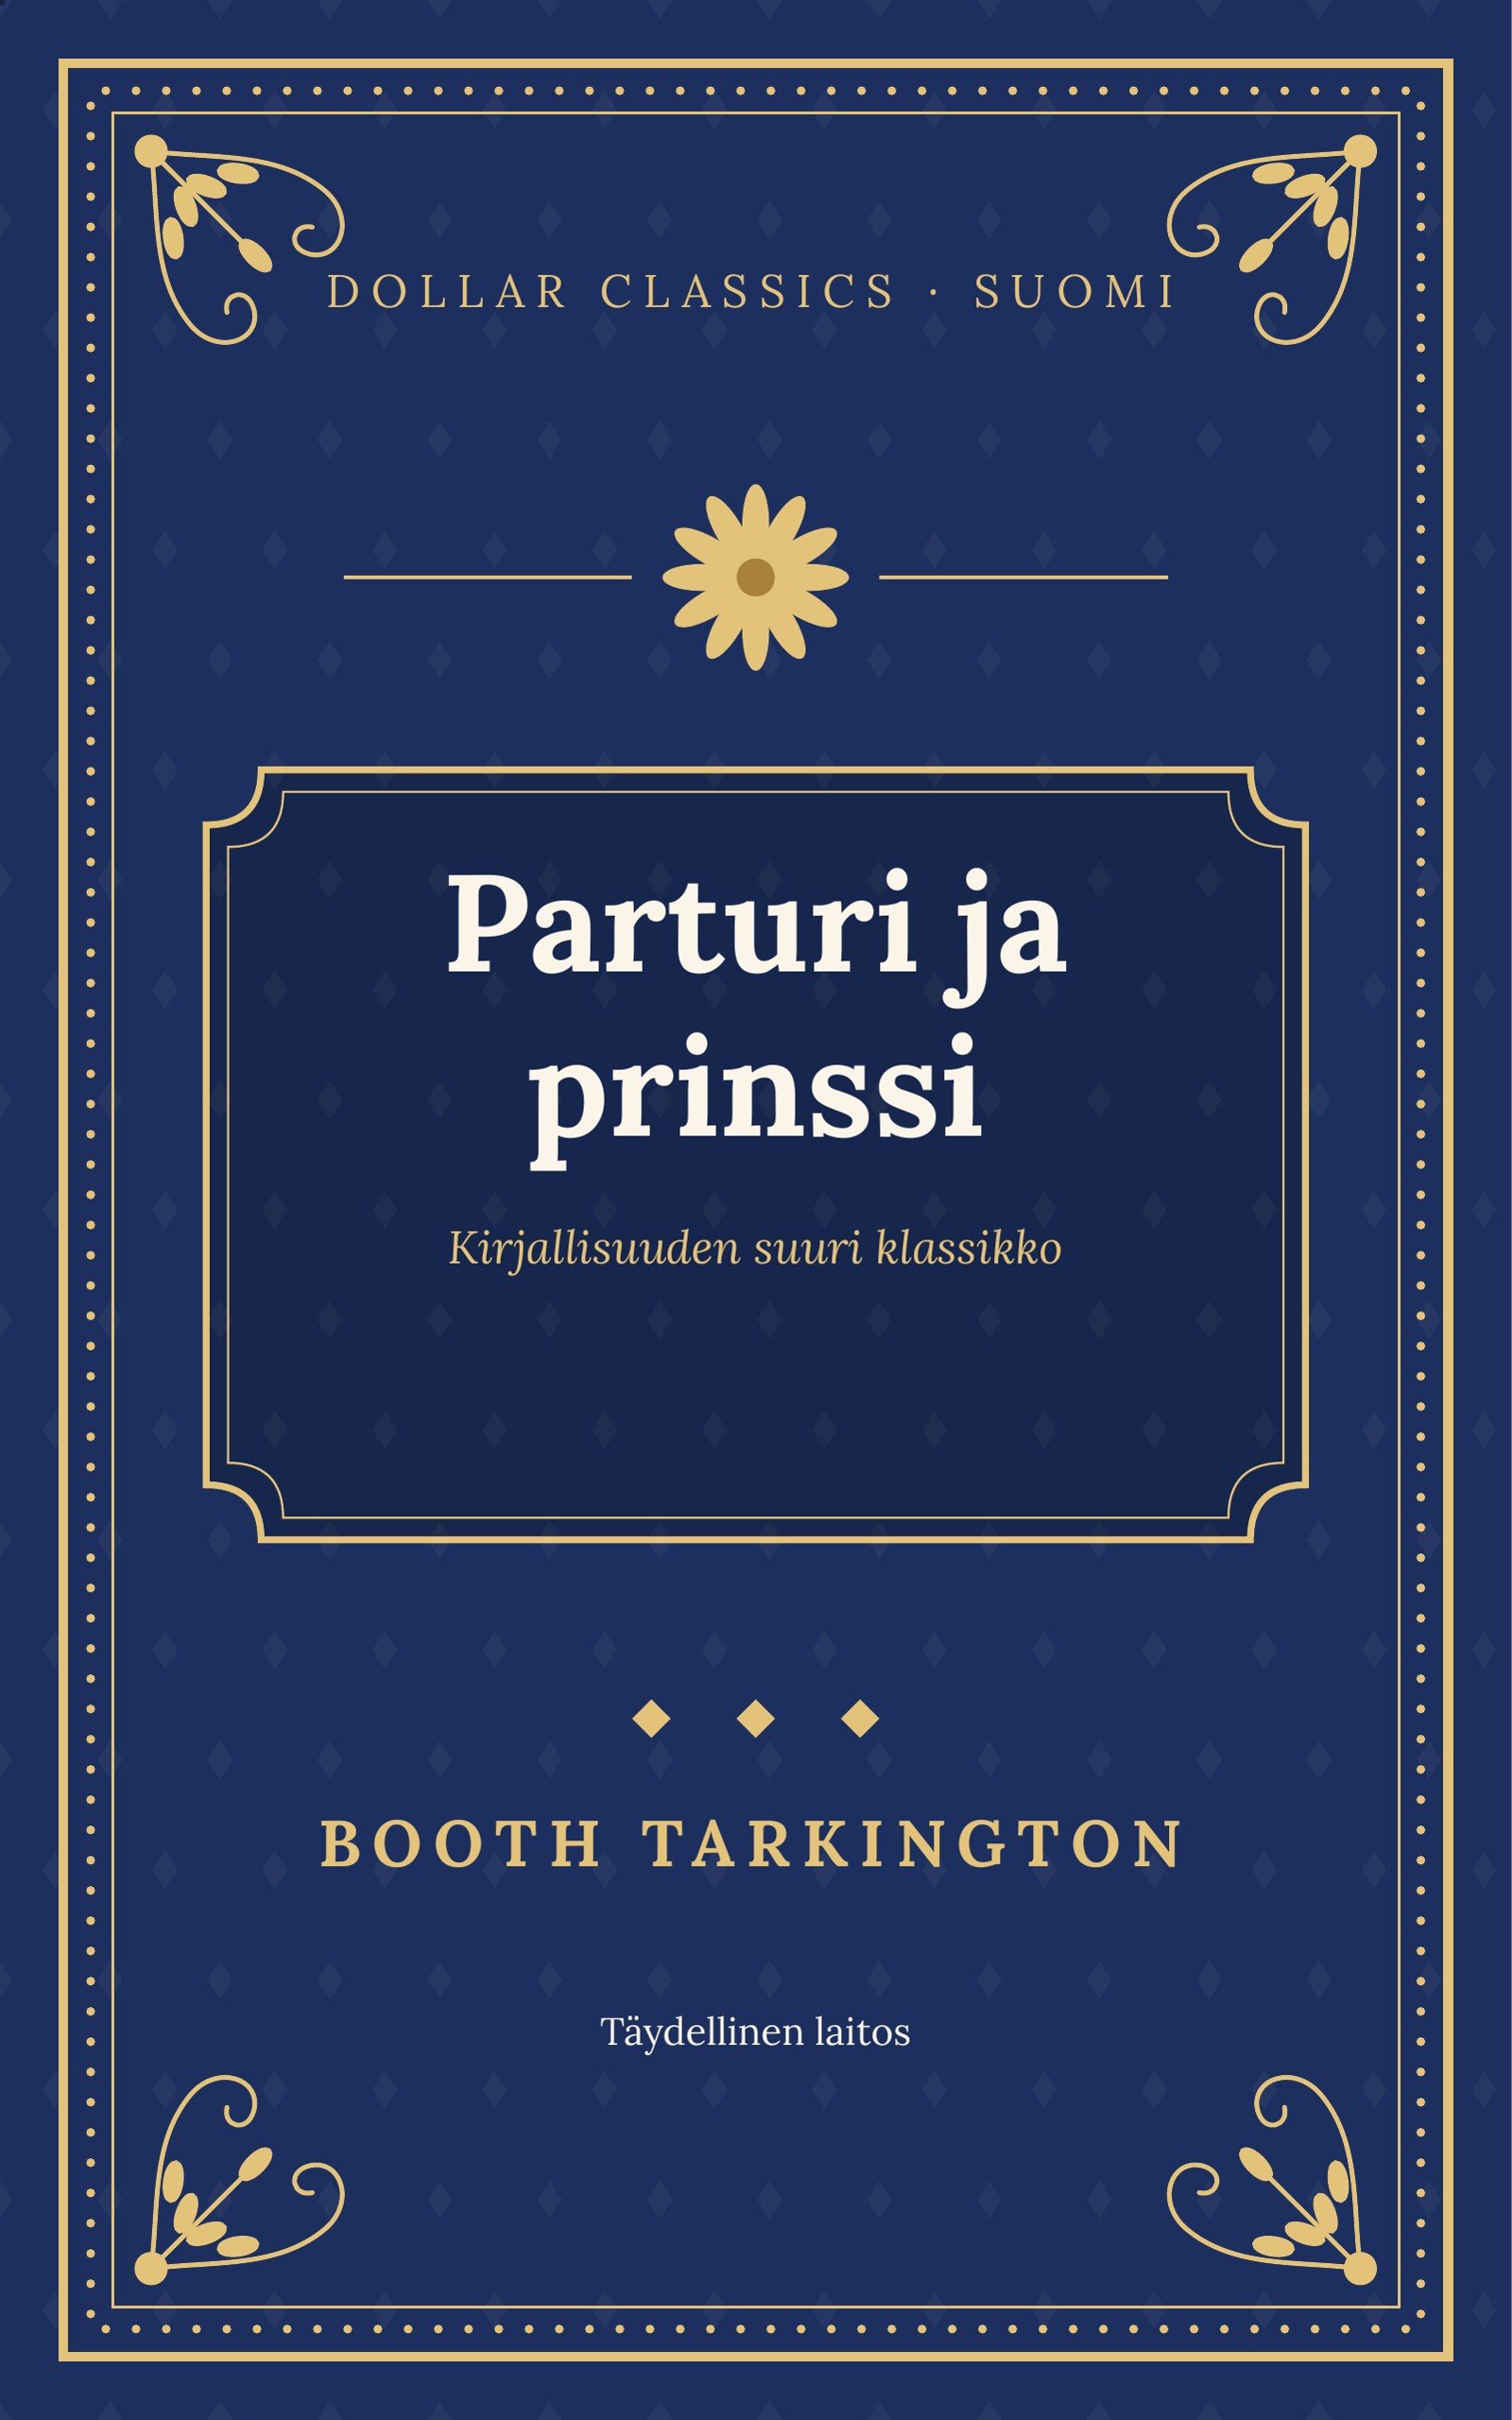 DOLLAR CLASSICS · SUOMI
Parturi ja
prinssi
Kirjallisuuden suuri klassikko
BOOTH TARKINGTON
Täydellinen laitos